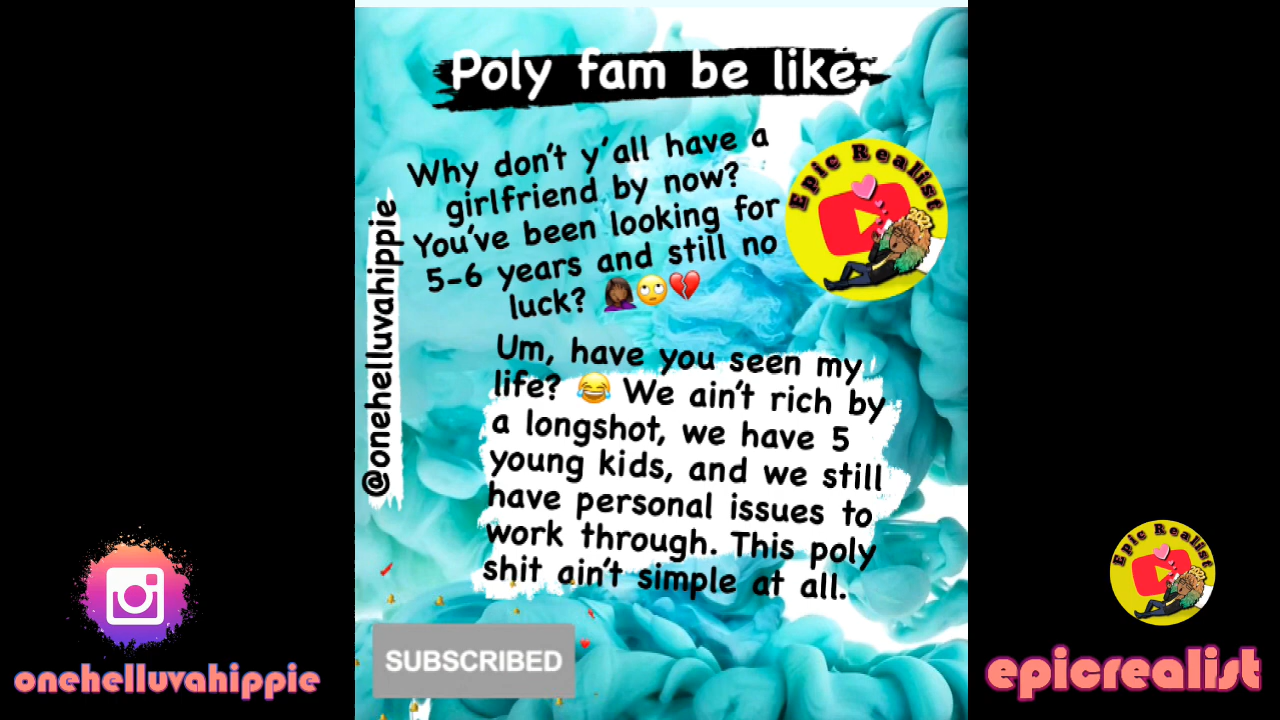 Poly fam be like:
Why don't y'all have a
girlfriend by now?
You've been looking for
5-6 years and still no
luck? 🤦🏾‍♀️🙄💔
Epic Realist
2021
@onehelluvahippie
Um, have you seen my
life? 😂 We ain't rich by
a longshot, we have 5
young kids, and we still
have personal issues to
work through. This poly
shit ain't simple at all.
SUBSCRIBED
onehelluvahippie
Epic Realist
epicrealist